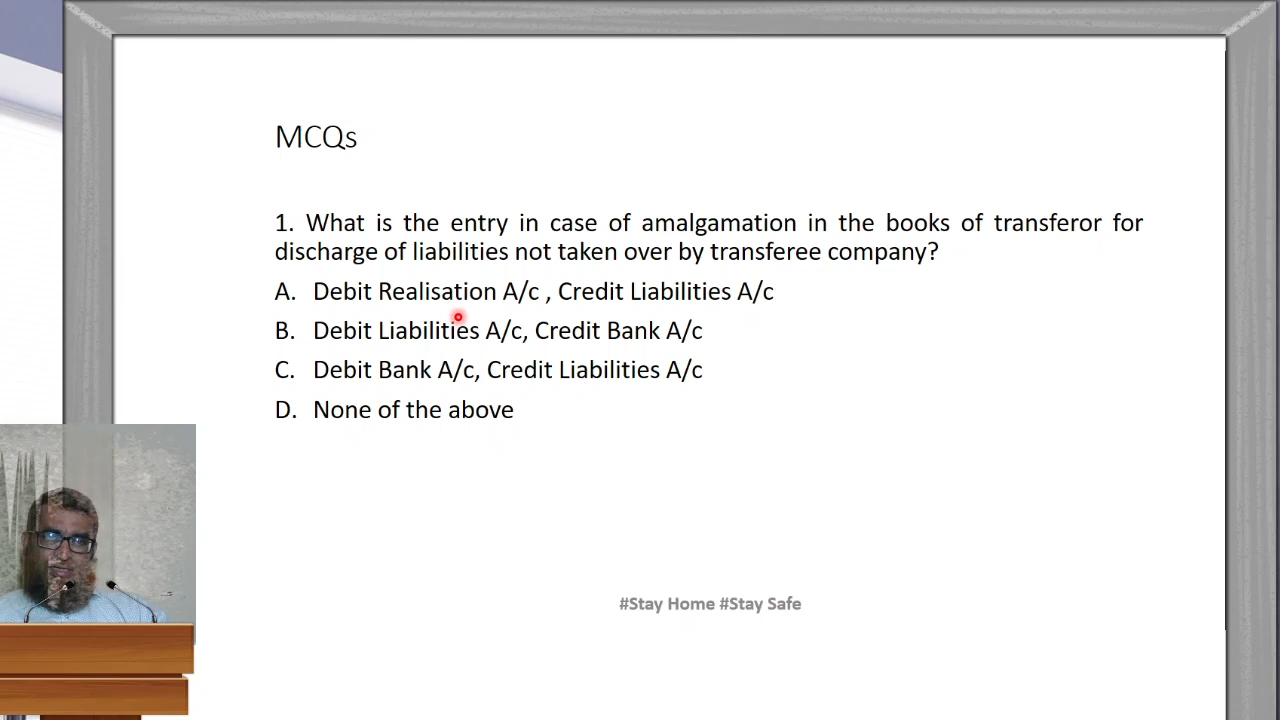 MCQs
1. What is the entry in case of amalgamation in the books of transferor for
discharge of liabilities not taken over by transferee company?
A. Debit Realisation A/c , Credit Liabilities A/c
B. Debit Liabilities A/c, Credit Bank A/c
C. Debit Bank A/c, Credit Liabilities A/c
D. None of the above
#Stay Home #Stay Safe